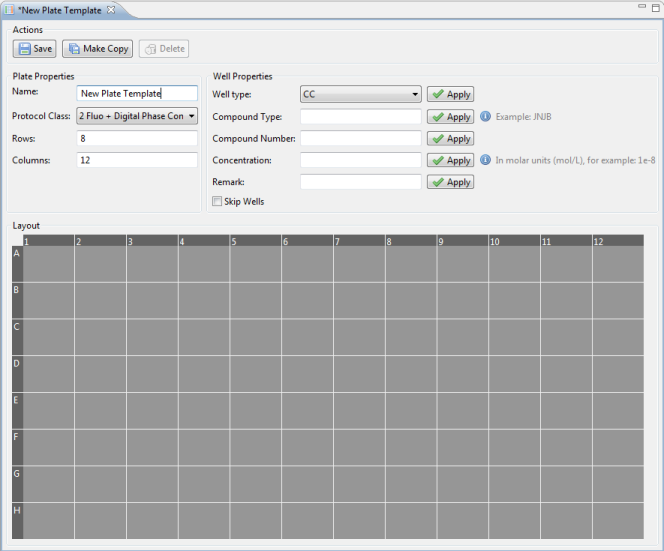 *New Plate Template
Actions
Save Make Copy Delete
Plate Properties Well Properties
Name: New Plate Template Well type: CC Apply
Protocol Class: 2 Fluo + Digital Phase Con Compound Type: Apply Example: JNJB
Rows: 8 Compound Number: Apply
Columns: 12 Concentration: Apply In molar units (mol/L), for example: 1e-8
Remark: Apply
Skip Wells
Layout
1 2 3 4 5 6 7 8 9 10 11 12
A
B
C
D
E
F
G
H